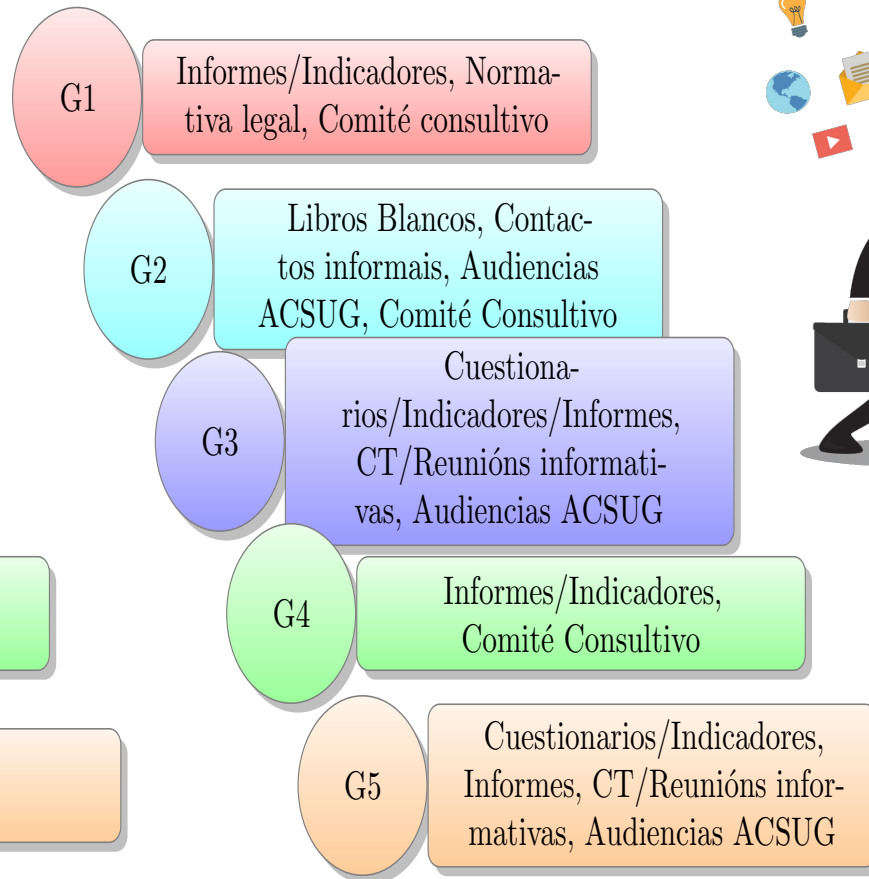 G1
Informes/Indicadores, Norma-
tiva legal, Comité consultivo
G2
Libros Blancos, Contac-
tos informais, Audiencias
ACSUG, Comité Consultivo
G3
Cuestiona-
rios/Indicadores/Informes,
CT/Reunións informati-
vas, Audiencias ACSUG
G4
Informes/Indicadores,
Comité Consultivo
G5
Cuestionarios/Indicadores,
Informes, CT/Reunións infor-
mativas, Audiencias ACSUG